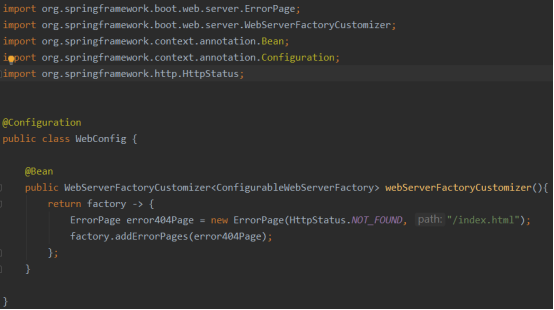 import org.springframework.boot.web.server.ErrorPage;
import org.springframework.boot.web.server.WebServerFactoryCustomizer;
import org.springframework.context.annotation.Bean;
import org.springframework.context.annotation.Configuration;
import org.springframework.http.HttpStatus;
@Configuration
public class WebConfig {
@Bean
public WebServerFactoryCustomizer<ConfigurableWebServerFactory> webServerFactoryCustomizer(){
return factory -> {
ErrorPage error404Page = new ErrorPage(HttpStatus.NOT_FOUND, path: "/index.html");
factory.addErrorPages(error404Page);
};
}
}